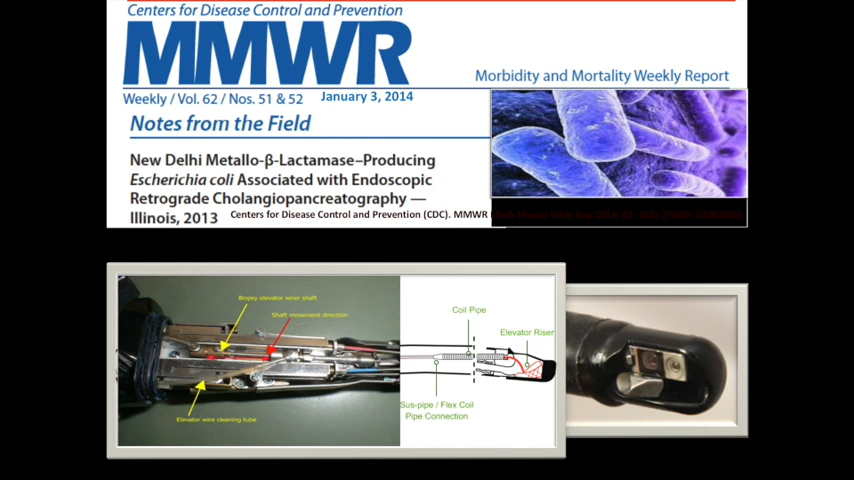 Centers for Disease Control and Prevention
MMWR
Morbidity and Mortality Weekly Report
Weekly / Vol. 62 / Nos. 51 & 52 January 3, 2014
Notes from the Field
New Delhi Metallo-β-Lactamase–Producing
Escherichia coli Associated with Endoscopic
Retrograde Cholangiopancreatography —
Illinois, 2013
Centers for Disease Control and Prevention (CDC). MMWR
Biopsy elevator wirer shaft
Shaft movement direction
Elevator wire cleaning tube
Coil Pipe
Elevator Riser
Sus-pipe / Flex Coil
Pipe Connection